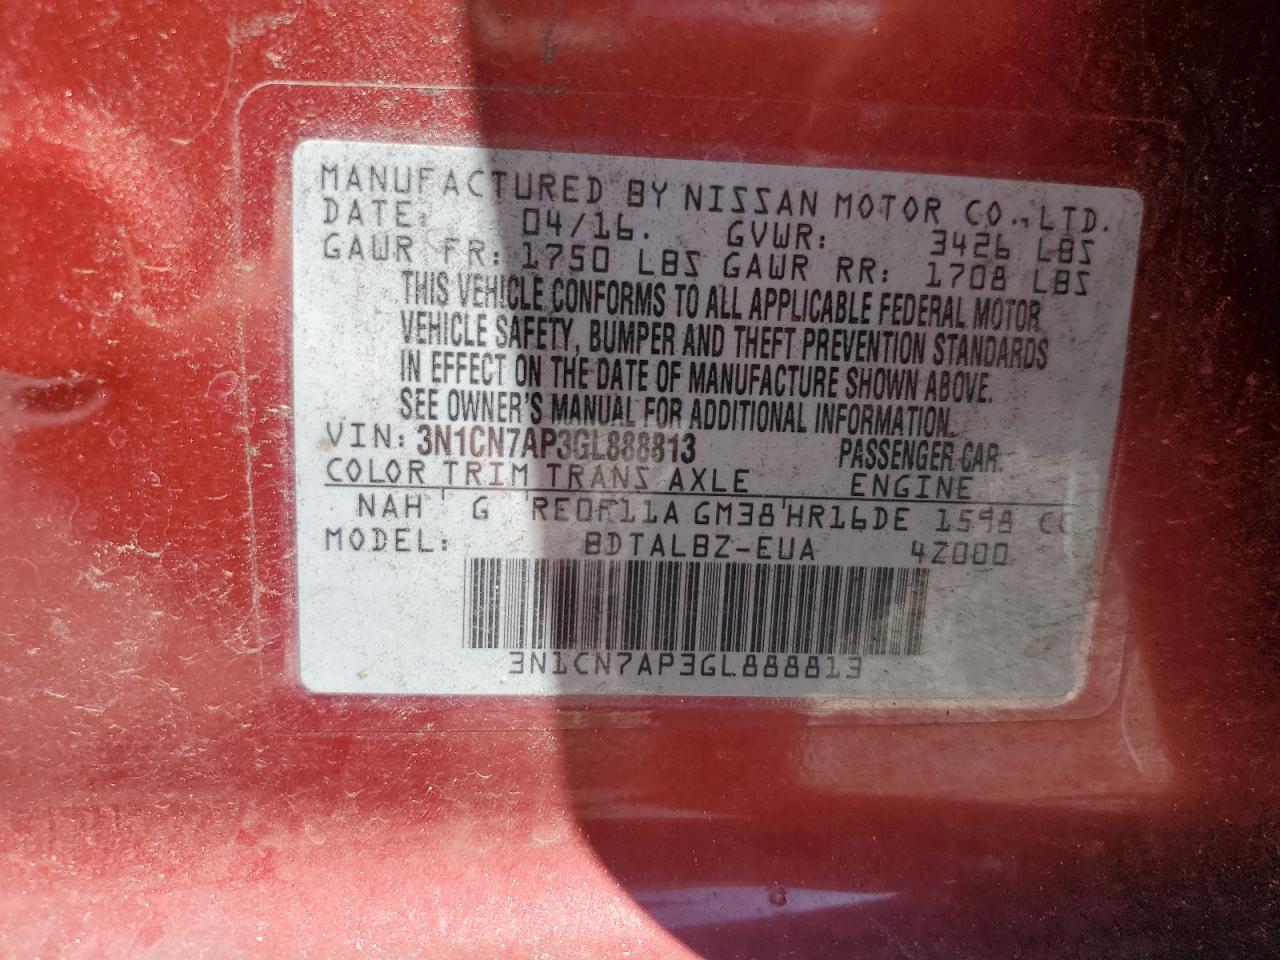 MANUFACTURED BY NISSAN MOTOR CO., LTD.
DATE: 04/16. GVWR: 3426 LBS
GAWR FR: 1750 LBS GAWR RR: 1708 LBS
THIS VEHICLE CONFORMS TO ALL APPLICABLE FEDERAL MOTOR
VEHICLE SAFETY, BUMPER AND THEFT PREVENTION STANDARDS
IN EFFECT ON THE DATE OF MANUFACTURE SHOWN ABOVE.
SEE OWNER'S MANUAL FOR ADDITIONAL INFORMATION.
VIN: 3N1CN7AP3GL888813 PASSENGER CAR.
COLOR TRIM TRANS AXLE ENGINE
NAH G RE0F11A GM38 HR16DE 1598 CC
MODEL: BDTALBZ-EUA 4Z000
3N1CN7AP3GL888813